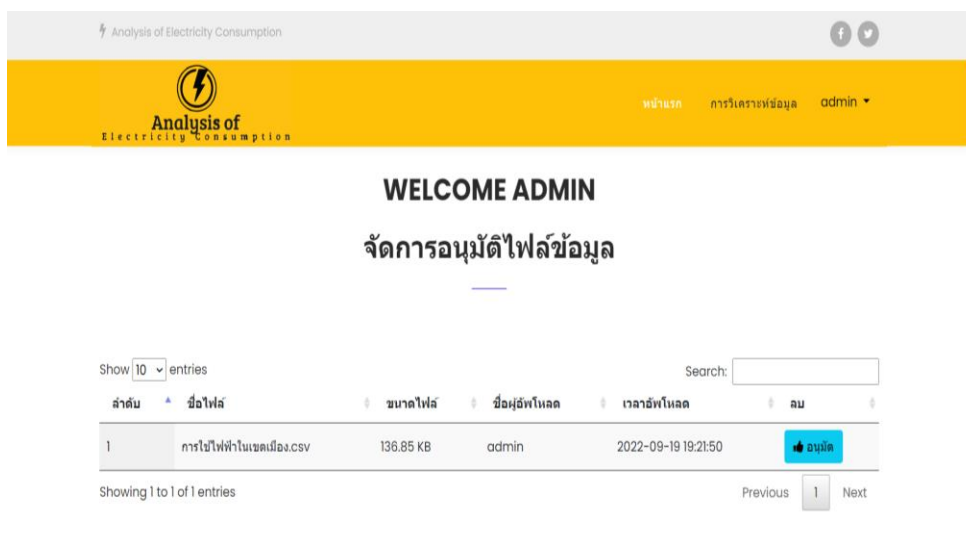 Analysis of Electricity Consumption
Analysis of
Electricity Consumption
หน้าแรก การวิเคราะห์ข้อมูล admin
WELCOME ADMIN
จัดการอนุมัติไฟล์ข้อมูล
Show 10 entries
Search:
ลำดับ ชื่อไฟล์ ขนาดไฟล์ ชื่อผู้อัพโหลด เวลาอัพโหลด ลบ
1 การใช้ไฟฟ้าในเขตเมือง.csv 136.85 KB admin 2022-09-19 19:21:50 อนุมัต
Showing 1 to 1 of 1 entries
Previous 1 Next